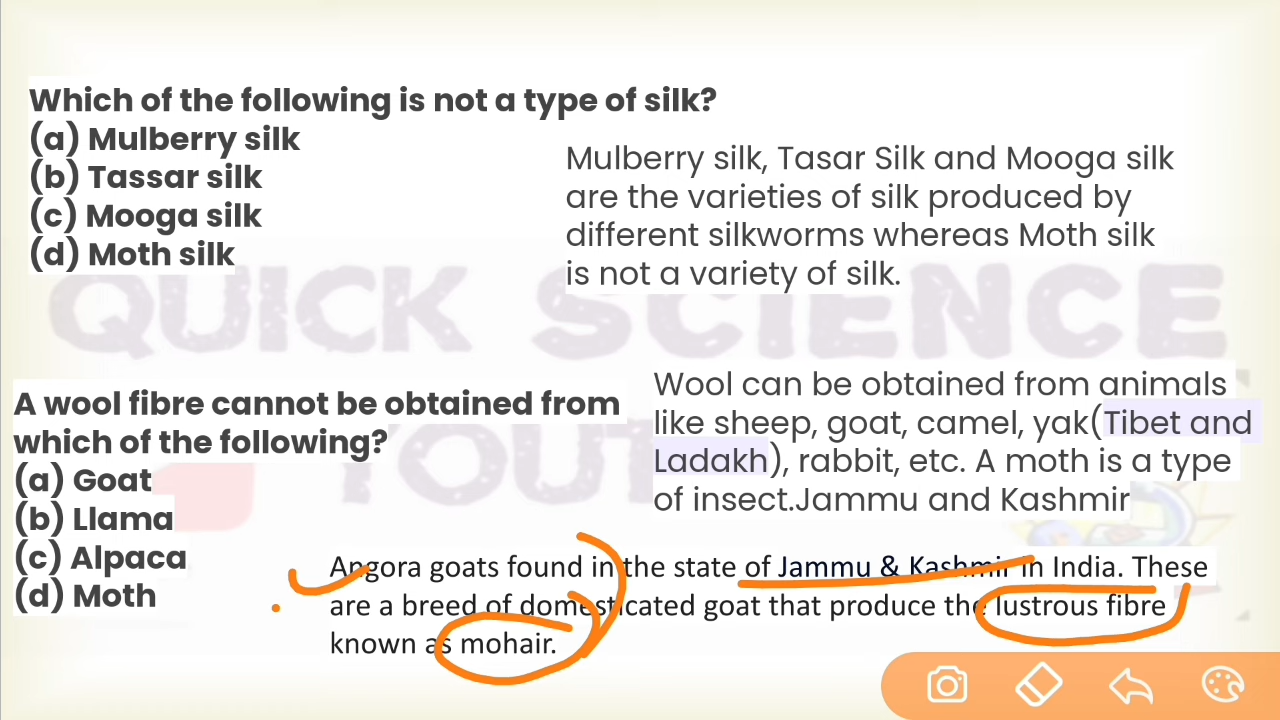 Which of the following is not a type of silk?
(a) Mulberry silk
(b) Tassar silk
(c) Mooga silk
(d) Moth silk
Mulberry silk, Tasar Silk and Mooga silk
are the varieties of silk produced by
different silkworms whereas Moth silk
is not a variety of silk.
QUICK SCIENCE
YOUT
A wool fibre cannot be obtained from
which of the following?
(a) Goat
(b) Llama
(c) Alpaca
(d) Moth
Wool can be obtained from animals
like sheep, goat, camel, yak(Tibet and
Ladakh), rabbit, etc. A moth is a type
of insect.Jammu and Kashmir
Angora goats found in the state of Jammu & Kashmir in India. These
are a breed of domesticated goat that produce the lustrous fibre
known as mohair.